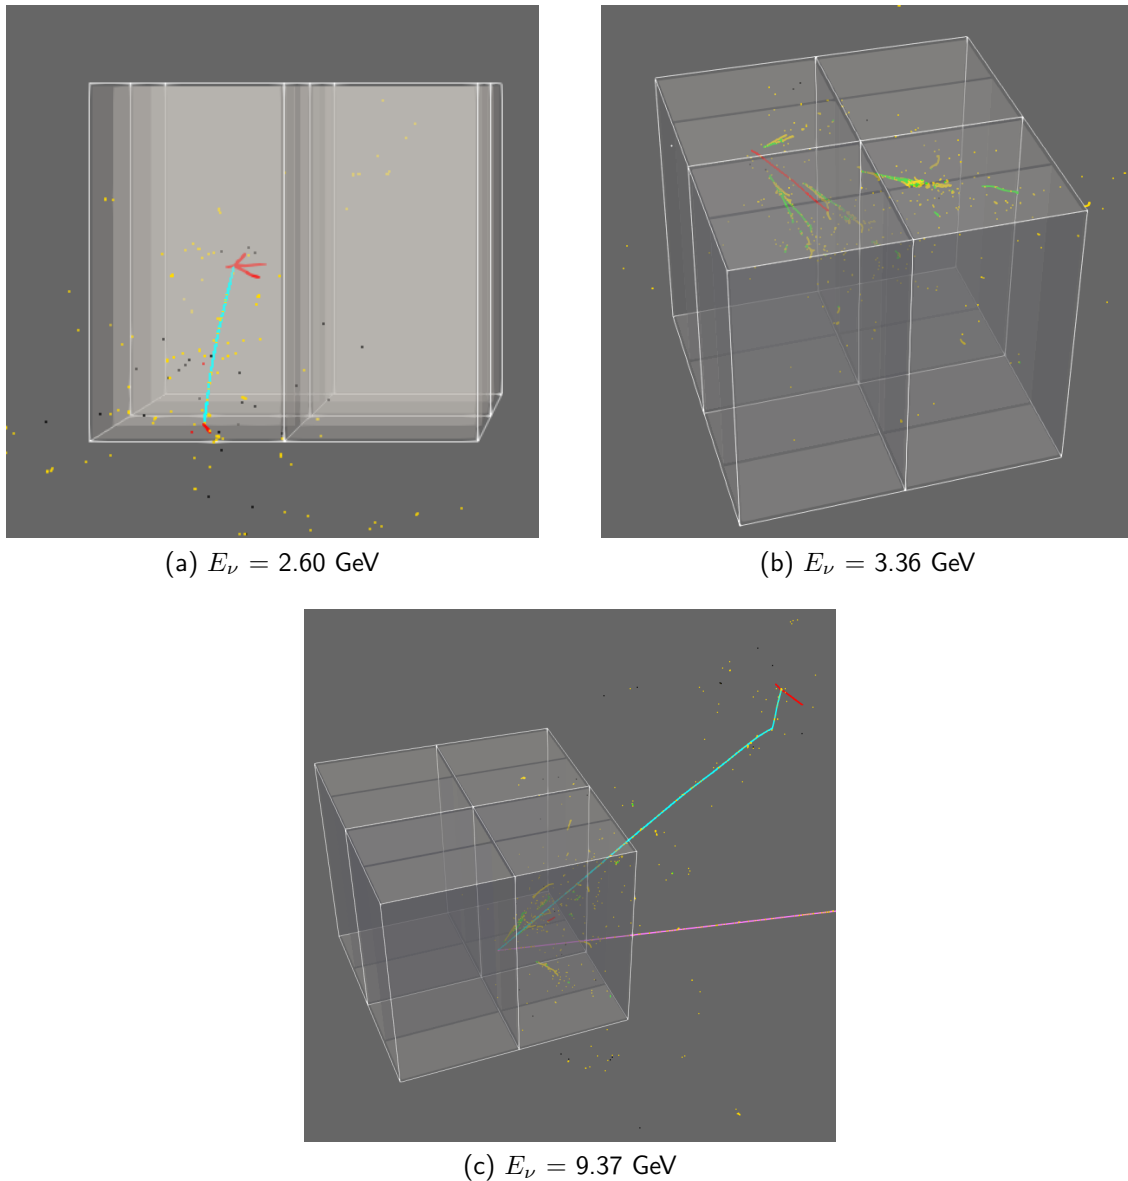 (a) Eν = 2.60 GeV
(b) Eν = 3.36 GeV
(c) Eν = 9.37 GeV